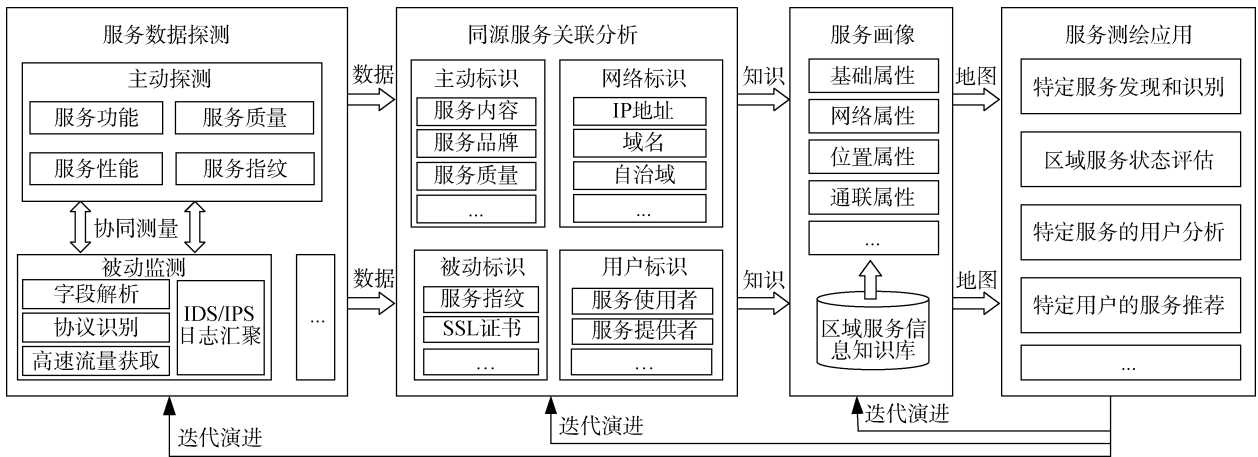 服务数据探测
主动探测
服务功能
服务质量
服务性能
服务指纹
协同测量
被动监测
字段解析
协议识别
高速流量获取
IDS/IPS
日志汇聚
...
数据
数据
同源服务关联分析
主动标识
服务内容
服务品牌
服务质量
...
网络标识
IP地址
域名
自治域
...
被动标识
服务指纹
SSL证书
...
用户标识
服务使用者
服务提供者
...
知识
知识
服务画像
基础属性
网络属性
位置属性
通联属性
...
区域服务信
息知识库
地图
地图
服务测绘应用
特定服务发现和识别
区域服务状态评估
特定服务的用户分析
特定用户的服务推荐
...
迭代演进
迭代演进
迭代演进